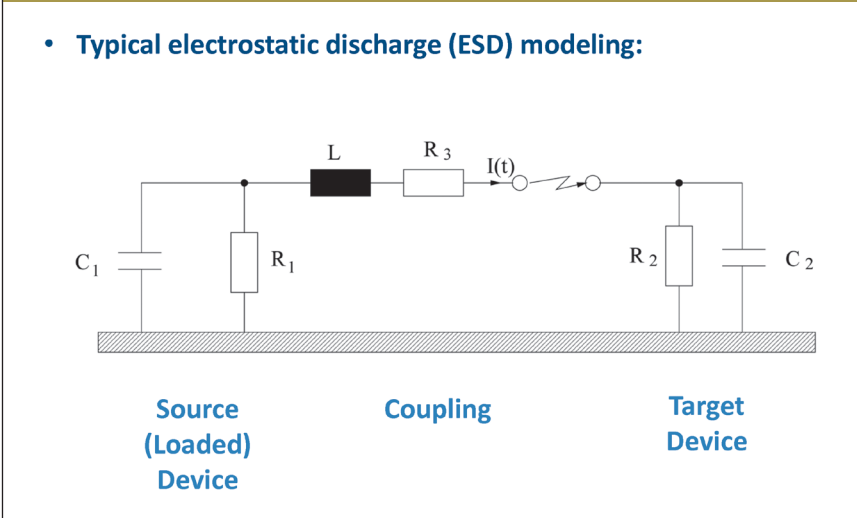 • Typical electrostatic discharge (ESD) modeling:
L
R 3
I(t)
C 1
R 1
R 2
C 2
Source
(Loaded)
Device
Coupling
Target
Device